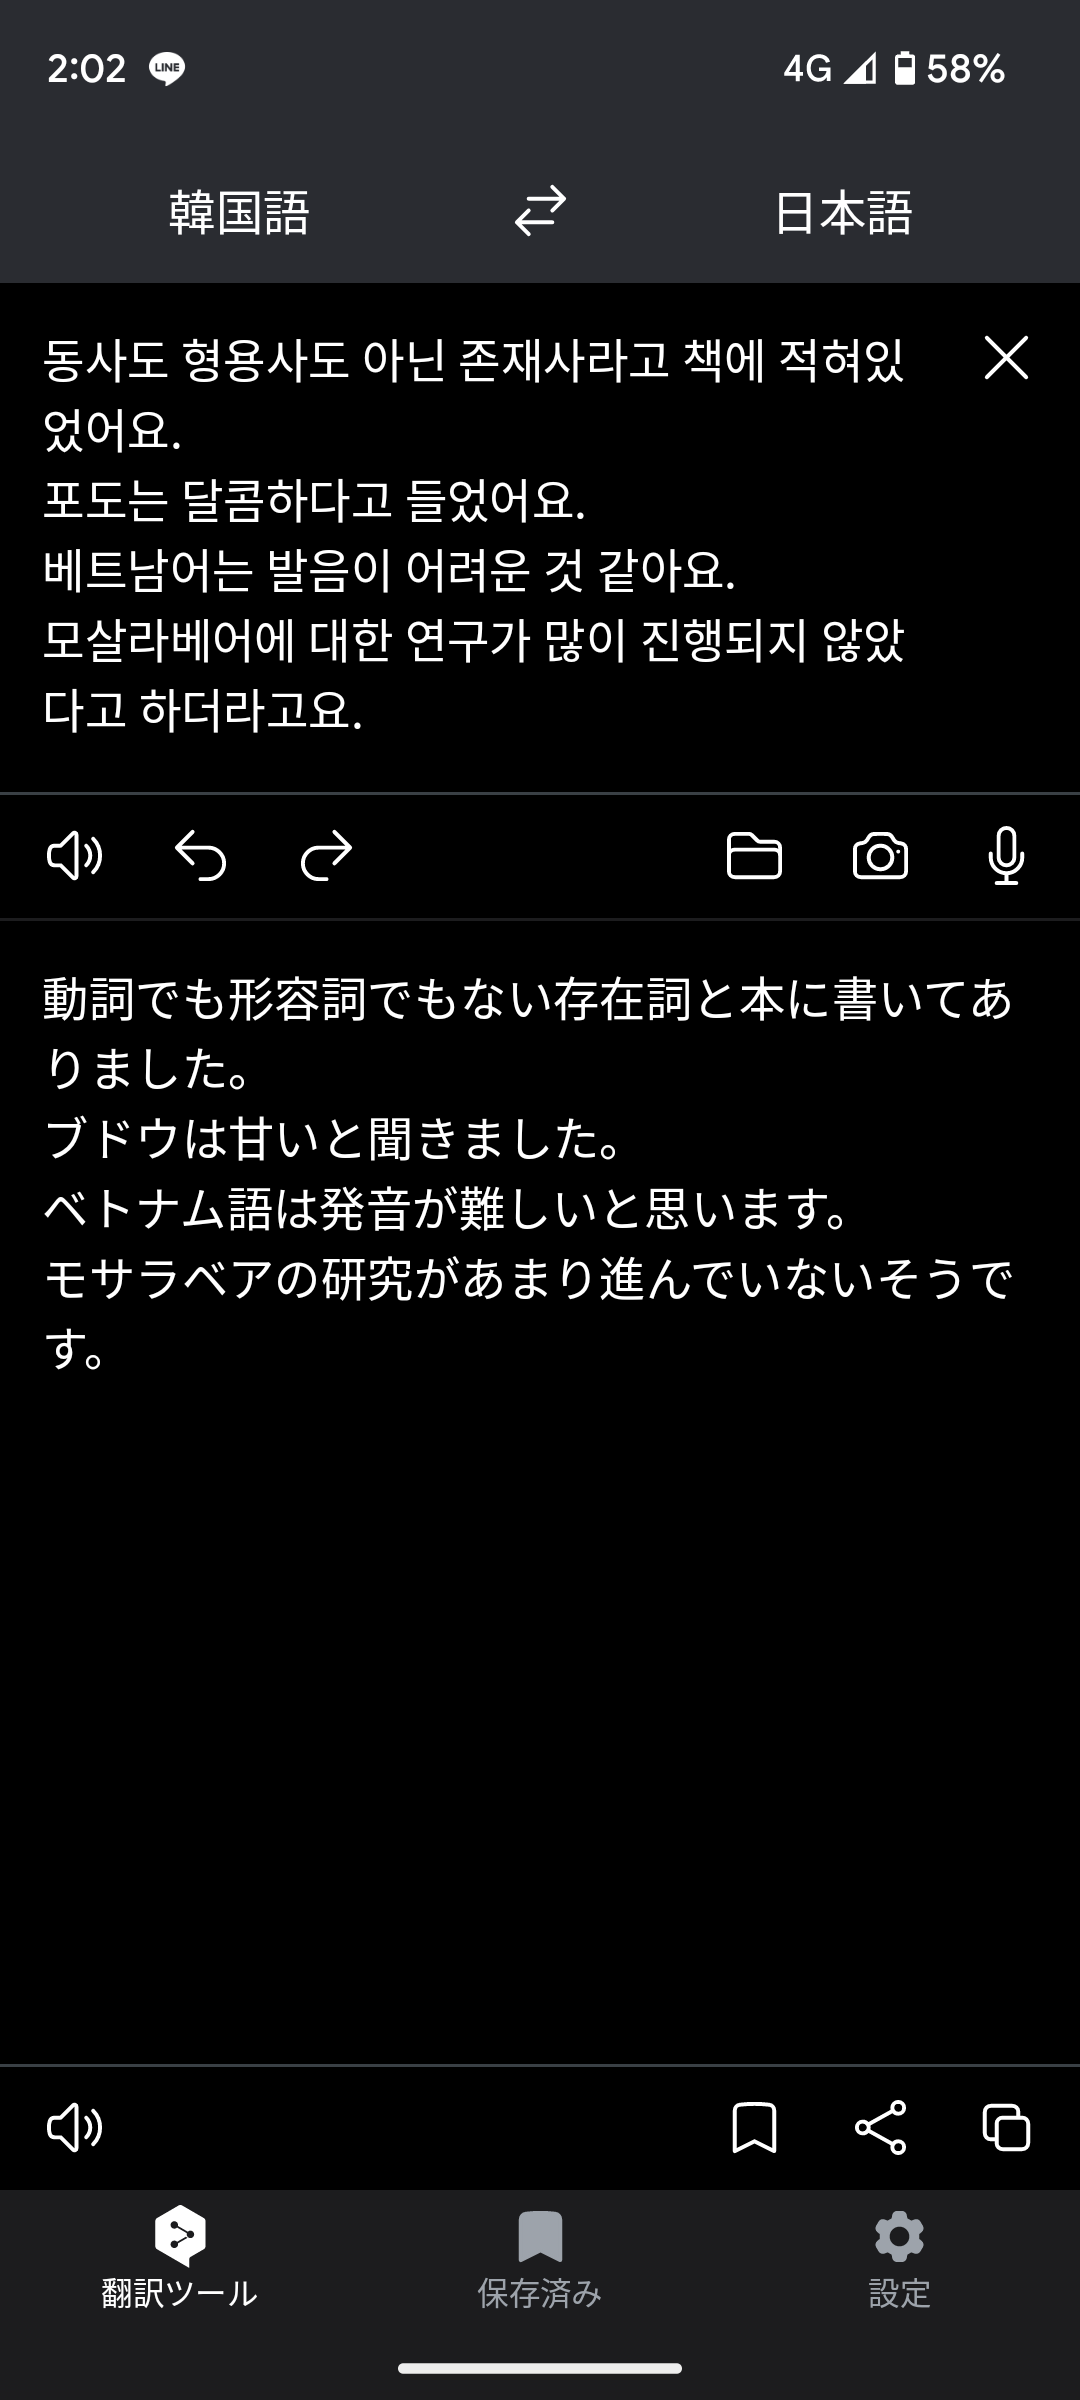 2:02 LINE 4G 58%
韓国語 日本語
동사도 형용사도 아닌 존재사라고 책에 적혀있
었어요.
포도는 달콤하다고 들었어요.
베트남어는 발음이 어려운 것 같아요.
모살라베어에 대한 연구가 많이 진행되지 않았
다고 하더라고요.
動詞でも形容詞でもない存在詞と本に書いてあ
りました。
ブドウは甘いと聞きました。
ベトナム語は発音が難しいと思います。
モサラベアの研究があまり進んでいないそうで
す。
翻訳ツール 保存済み 設定